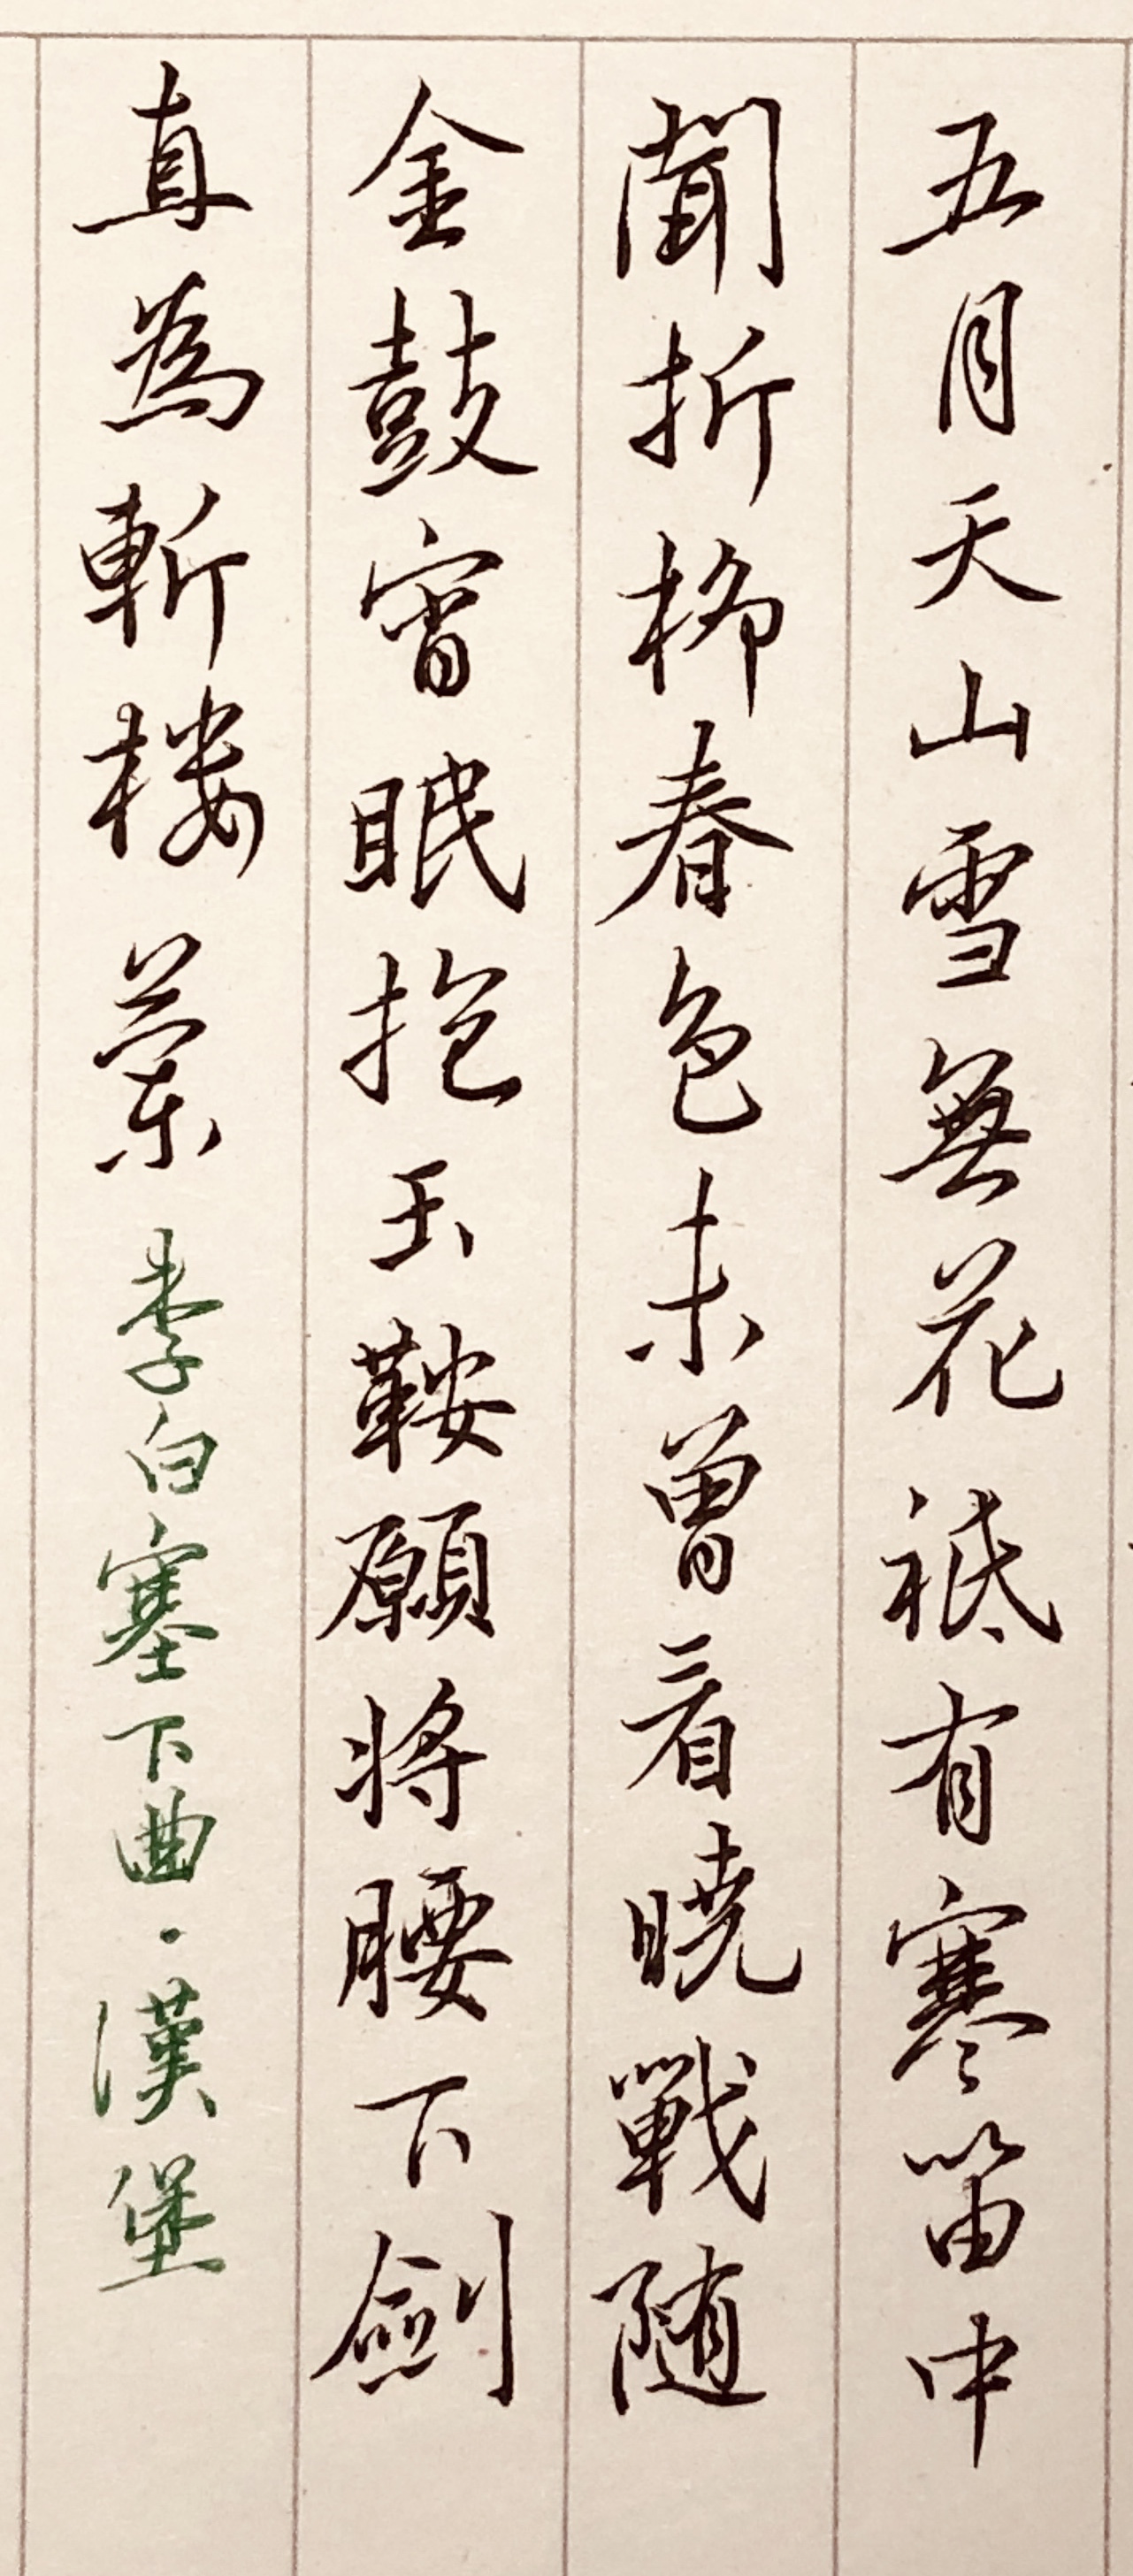 五月天山雪無花祗有寒笛中
聞折柳春色未曾看曉戰隨
金鼓宵眠抱玉鞍願將腰下劍
直為斬樓蘭 李白塞下曲·漢堡